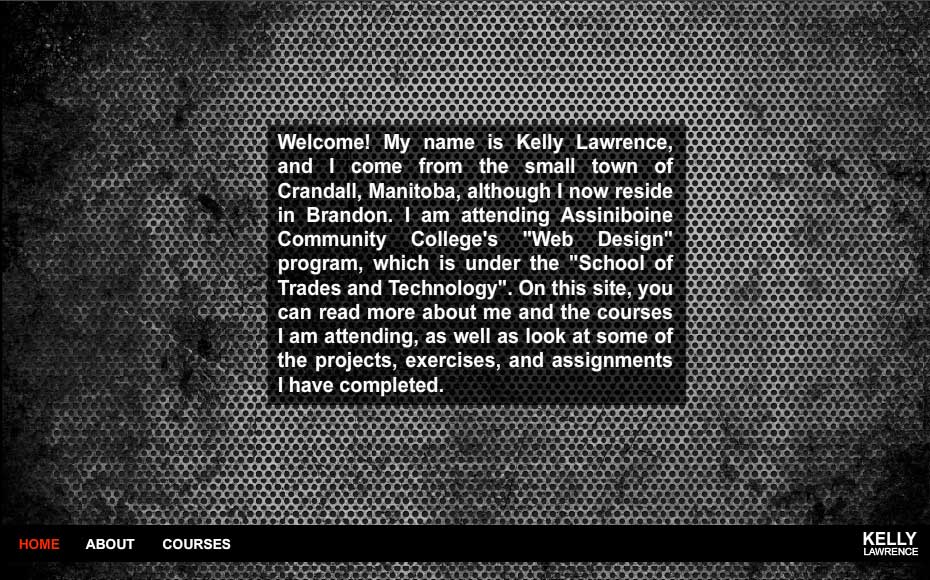 Welcome! My name is Kelly Lawrence,
and I come from the small town of
Crandall, Manitoba, although I now reside
in Brandon. I am attending Assiniboine
Community College's "Web Design"
program, which is under the "School of
Trades and Technology". On this site, you
can read more about me and the courses
I am attending, as well as look at some of
the projects, exercises, and assignments
I have completed.
HOME ABOUT COURSES
KELLY
LAWRENCE